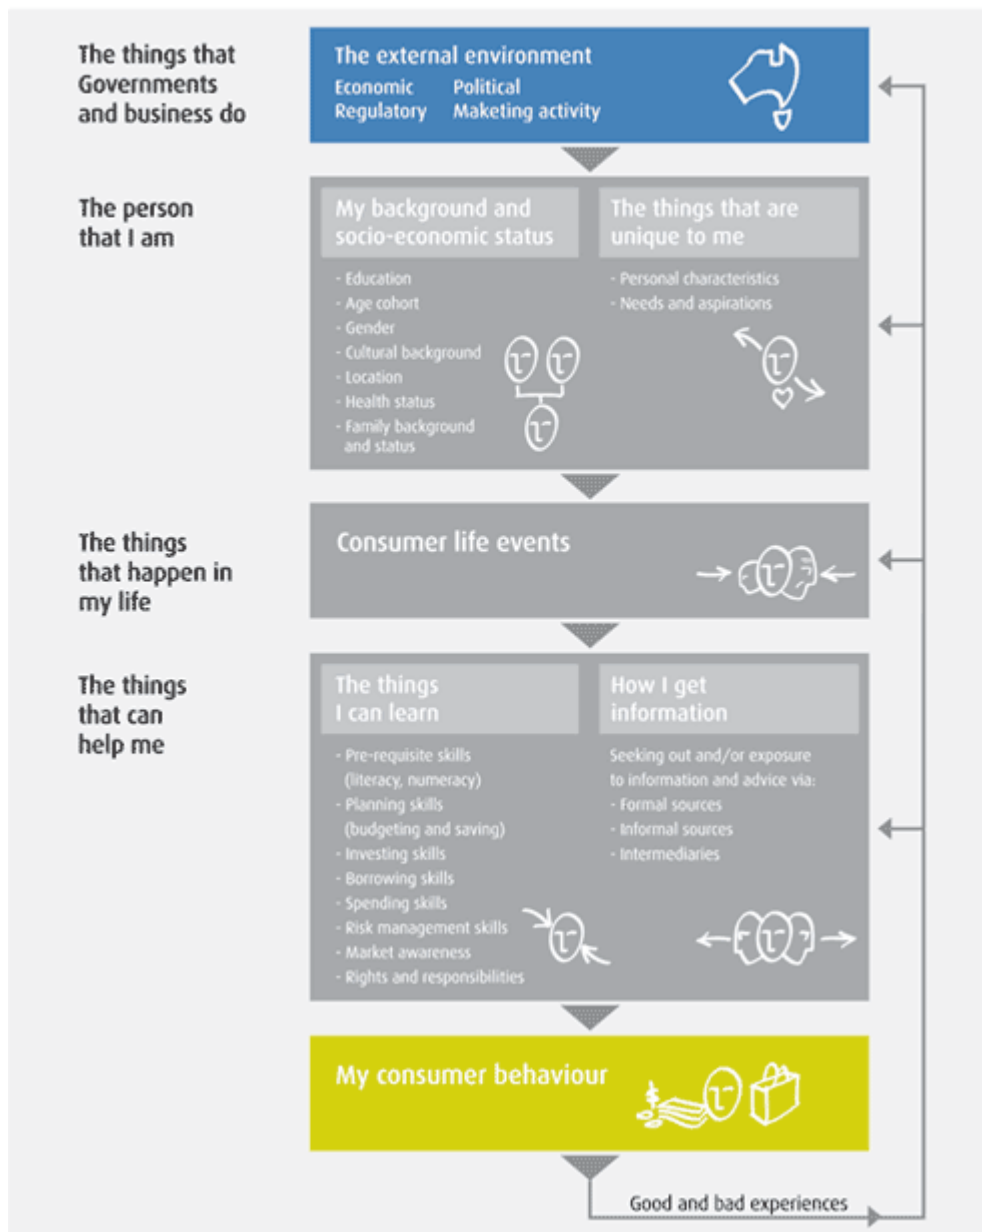 The things that
Governments
and business do
The external environment
Economic Political
Regulatory Maketing activity
The person
that I am
My background and
socio-economic status
- Education
- Age cohort
- Gender
- Cultural background
- Location
- Health status
- Family background
and status
The things that are
unique to me
- Personal characteristics
- Needs and aspirations
The things
that happen in
my life
Consumer life events
The things
that can
help me
The things
I can learn
- Pre-requisite skills
(literacy, numeracy)
- Planning skills
(budgeting and saving)
- Investing skills
- Borrowing skills
- Spending skills
- Risk management skills
- Market awareness
- Rights and responsibilities
How I get
information
Seeking out and/or exposure
to information and advice via:
- Formal sources
- Informal sources
- Intermediaries
My consumer behaviour
$
Good and bad experiences